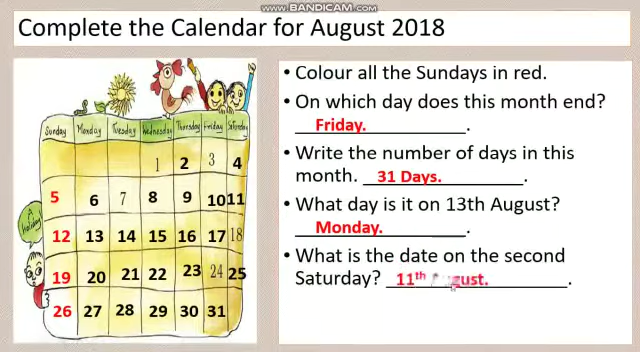 WWW.BANDICAM.COM
Complete the Calendar for August 2018
Sunday Monday Tuesday Wednesday Thursday Friday Saturday
1 2 3 4
5 6 7 8 9 10 11
A
Holiday
12 13 14 15 16 17 18
19 20 21 22 23 24 25
26 27 28 29 30 31
• Colour all the Sundays in red.
• On which day does this month end?
Friday.
• Write the number of days in this
month. 31 Days.
• What day is it on 13th August?
Monday.
• What is the date on the second
Saturday? 11th August.